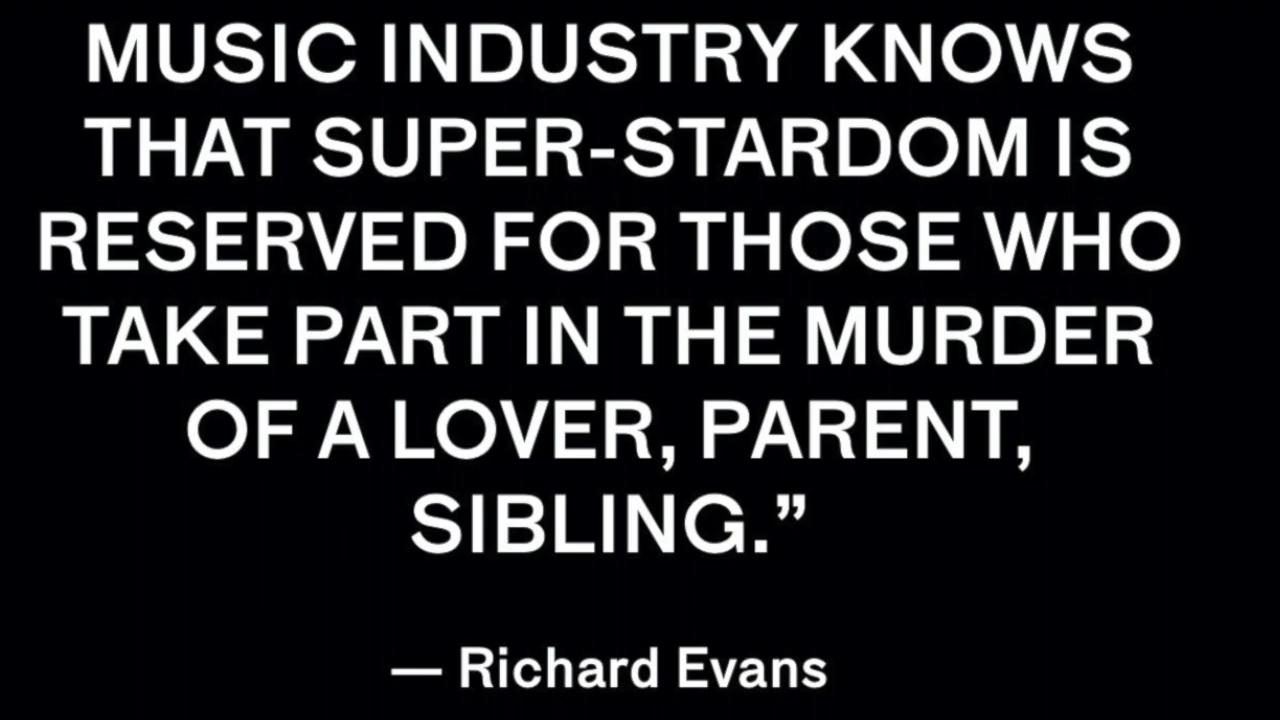 MUSIC INDUSTRY KNOWS
THAT SUPER-STARDOM IS
RESERVED FOR THOSE WHO
TAKE PART IN THE MURDER
OF A LOVER, PARENT,
SIBLING.”
— Richard Evans